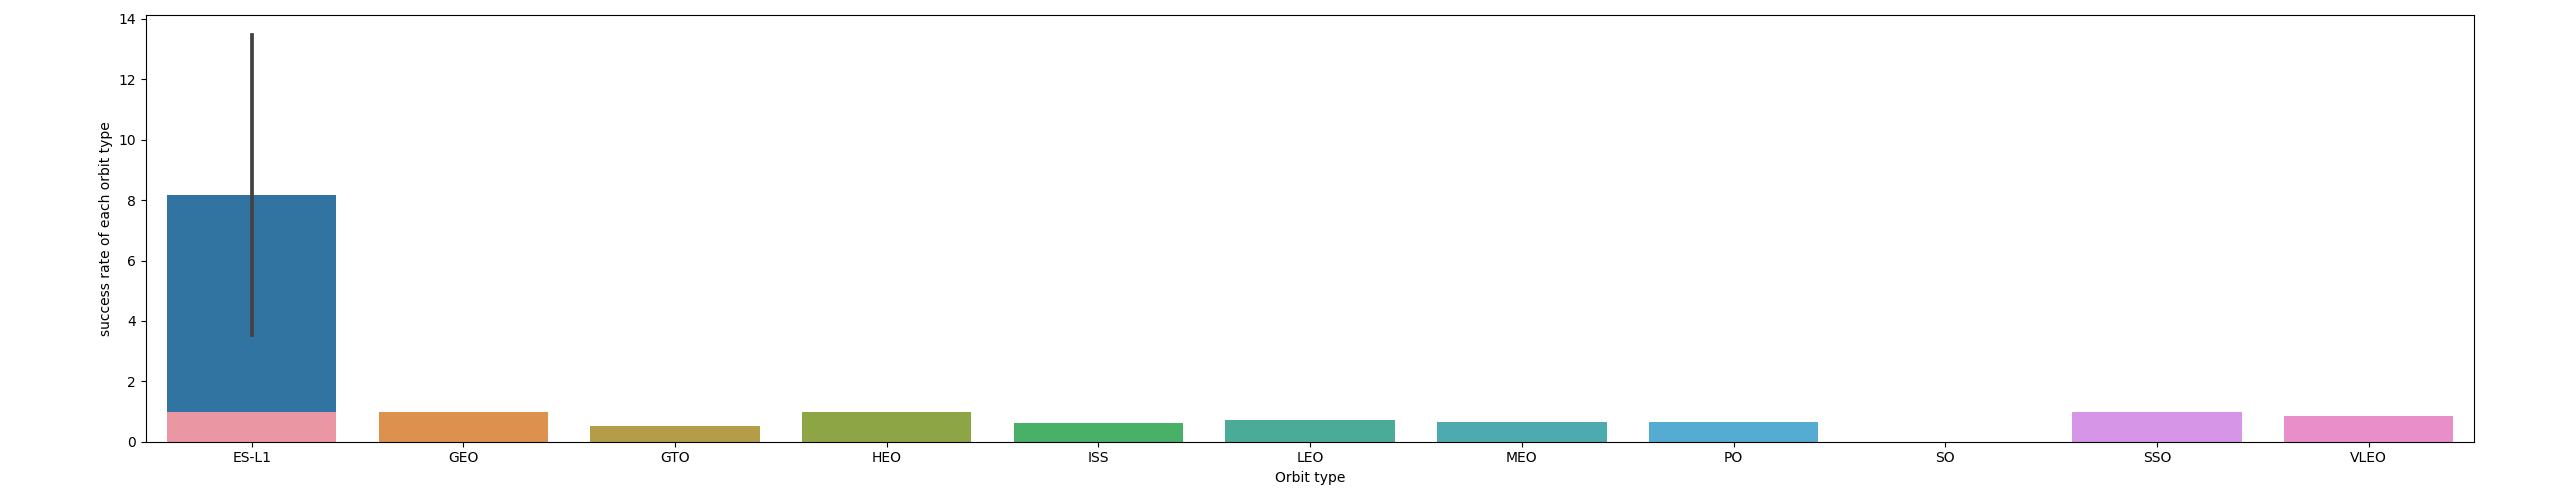 14
12
10
8
6
4
2
0
success rate of each orbit type
ES-L1 GEO GTO HEO ISS LEO MEO PO SO SSO VLEO
Orbit type